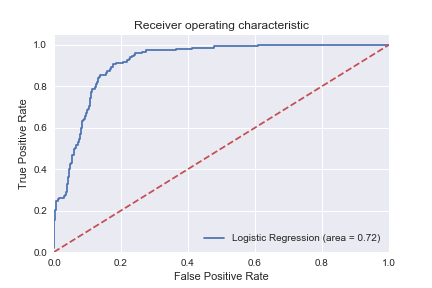 Receiver operating characteristic
1.0
0.8
0.6
0.4
0.2
0.0
True Positive Rate
Logistic Regression (area = 0.72)
0.0 0.2 0.4 0.6 0.8 1.0
False Positive Rate